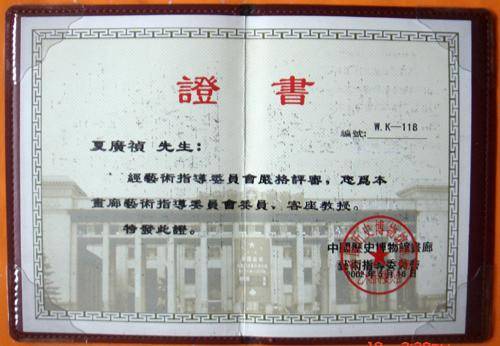 證書
編號: W.K—118
夏廣禎 先生：
經藝術指導委員會嚴格評審，您爲本
畫廊藝術指導委員會委員、客座教授。
特發此證。
中國歷史博物館畫廊
藝術指導委員會